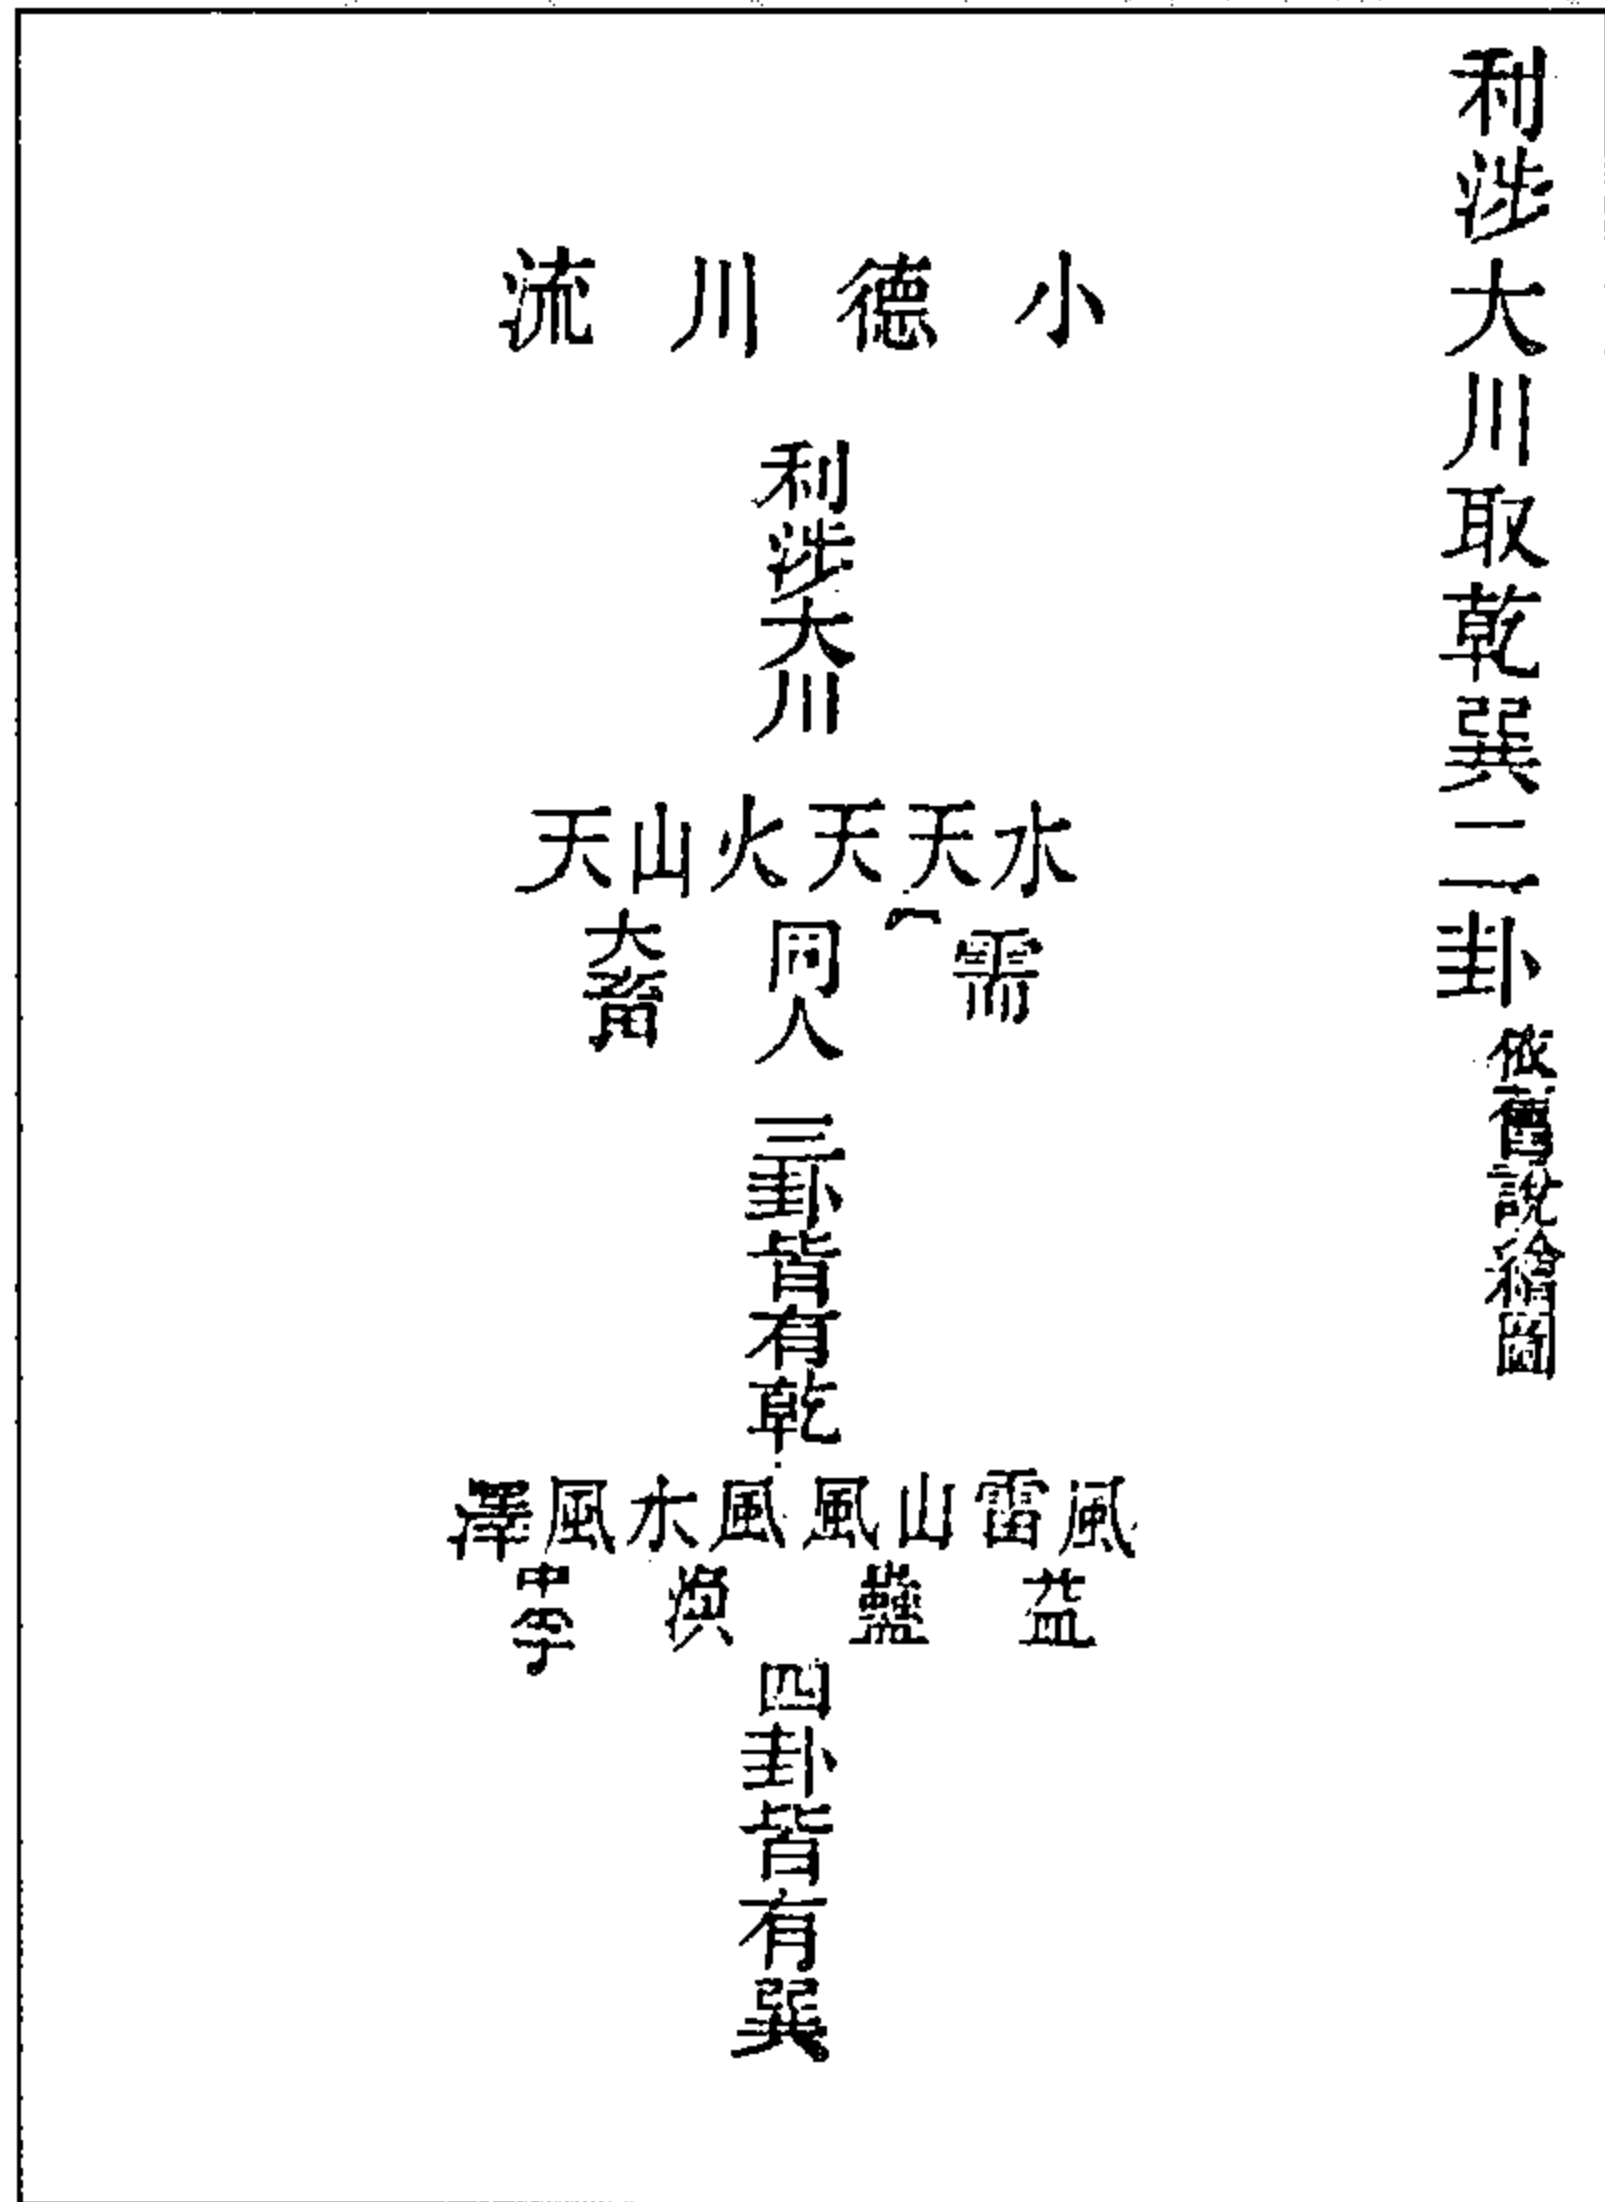 利涉大川取乾巽二卦依舊說繪圖
小德川流
利涉大川
水天天火山天
需 同人 大畜
三卦皆有乾
風雷山風風水風澤
益 蠱 渙 中孚
四卦皆有巽